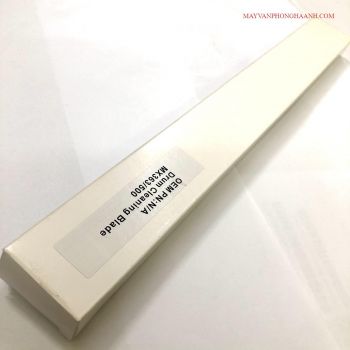 MAYVANPHONGHAANH.COM
OEM PN:N/A
Drum Cleaning Blade
MX363/500